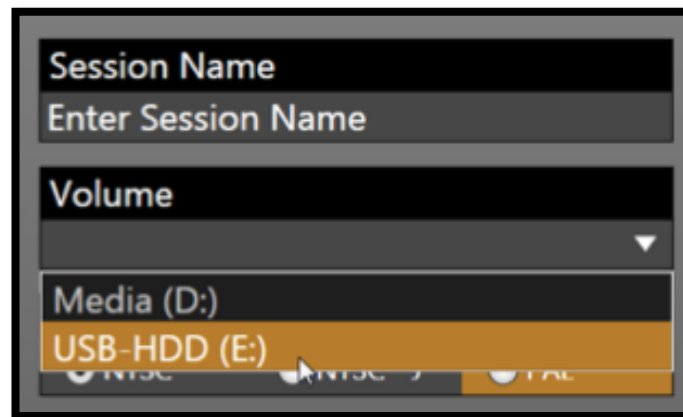 Session Name
Enter Session Name
Volume
Media (D:)
USB-HDD (E:)